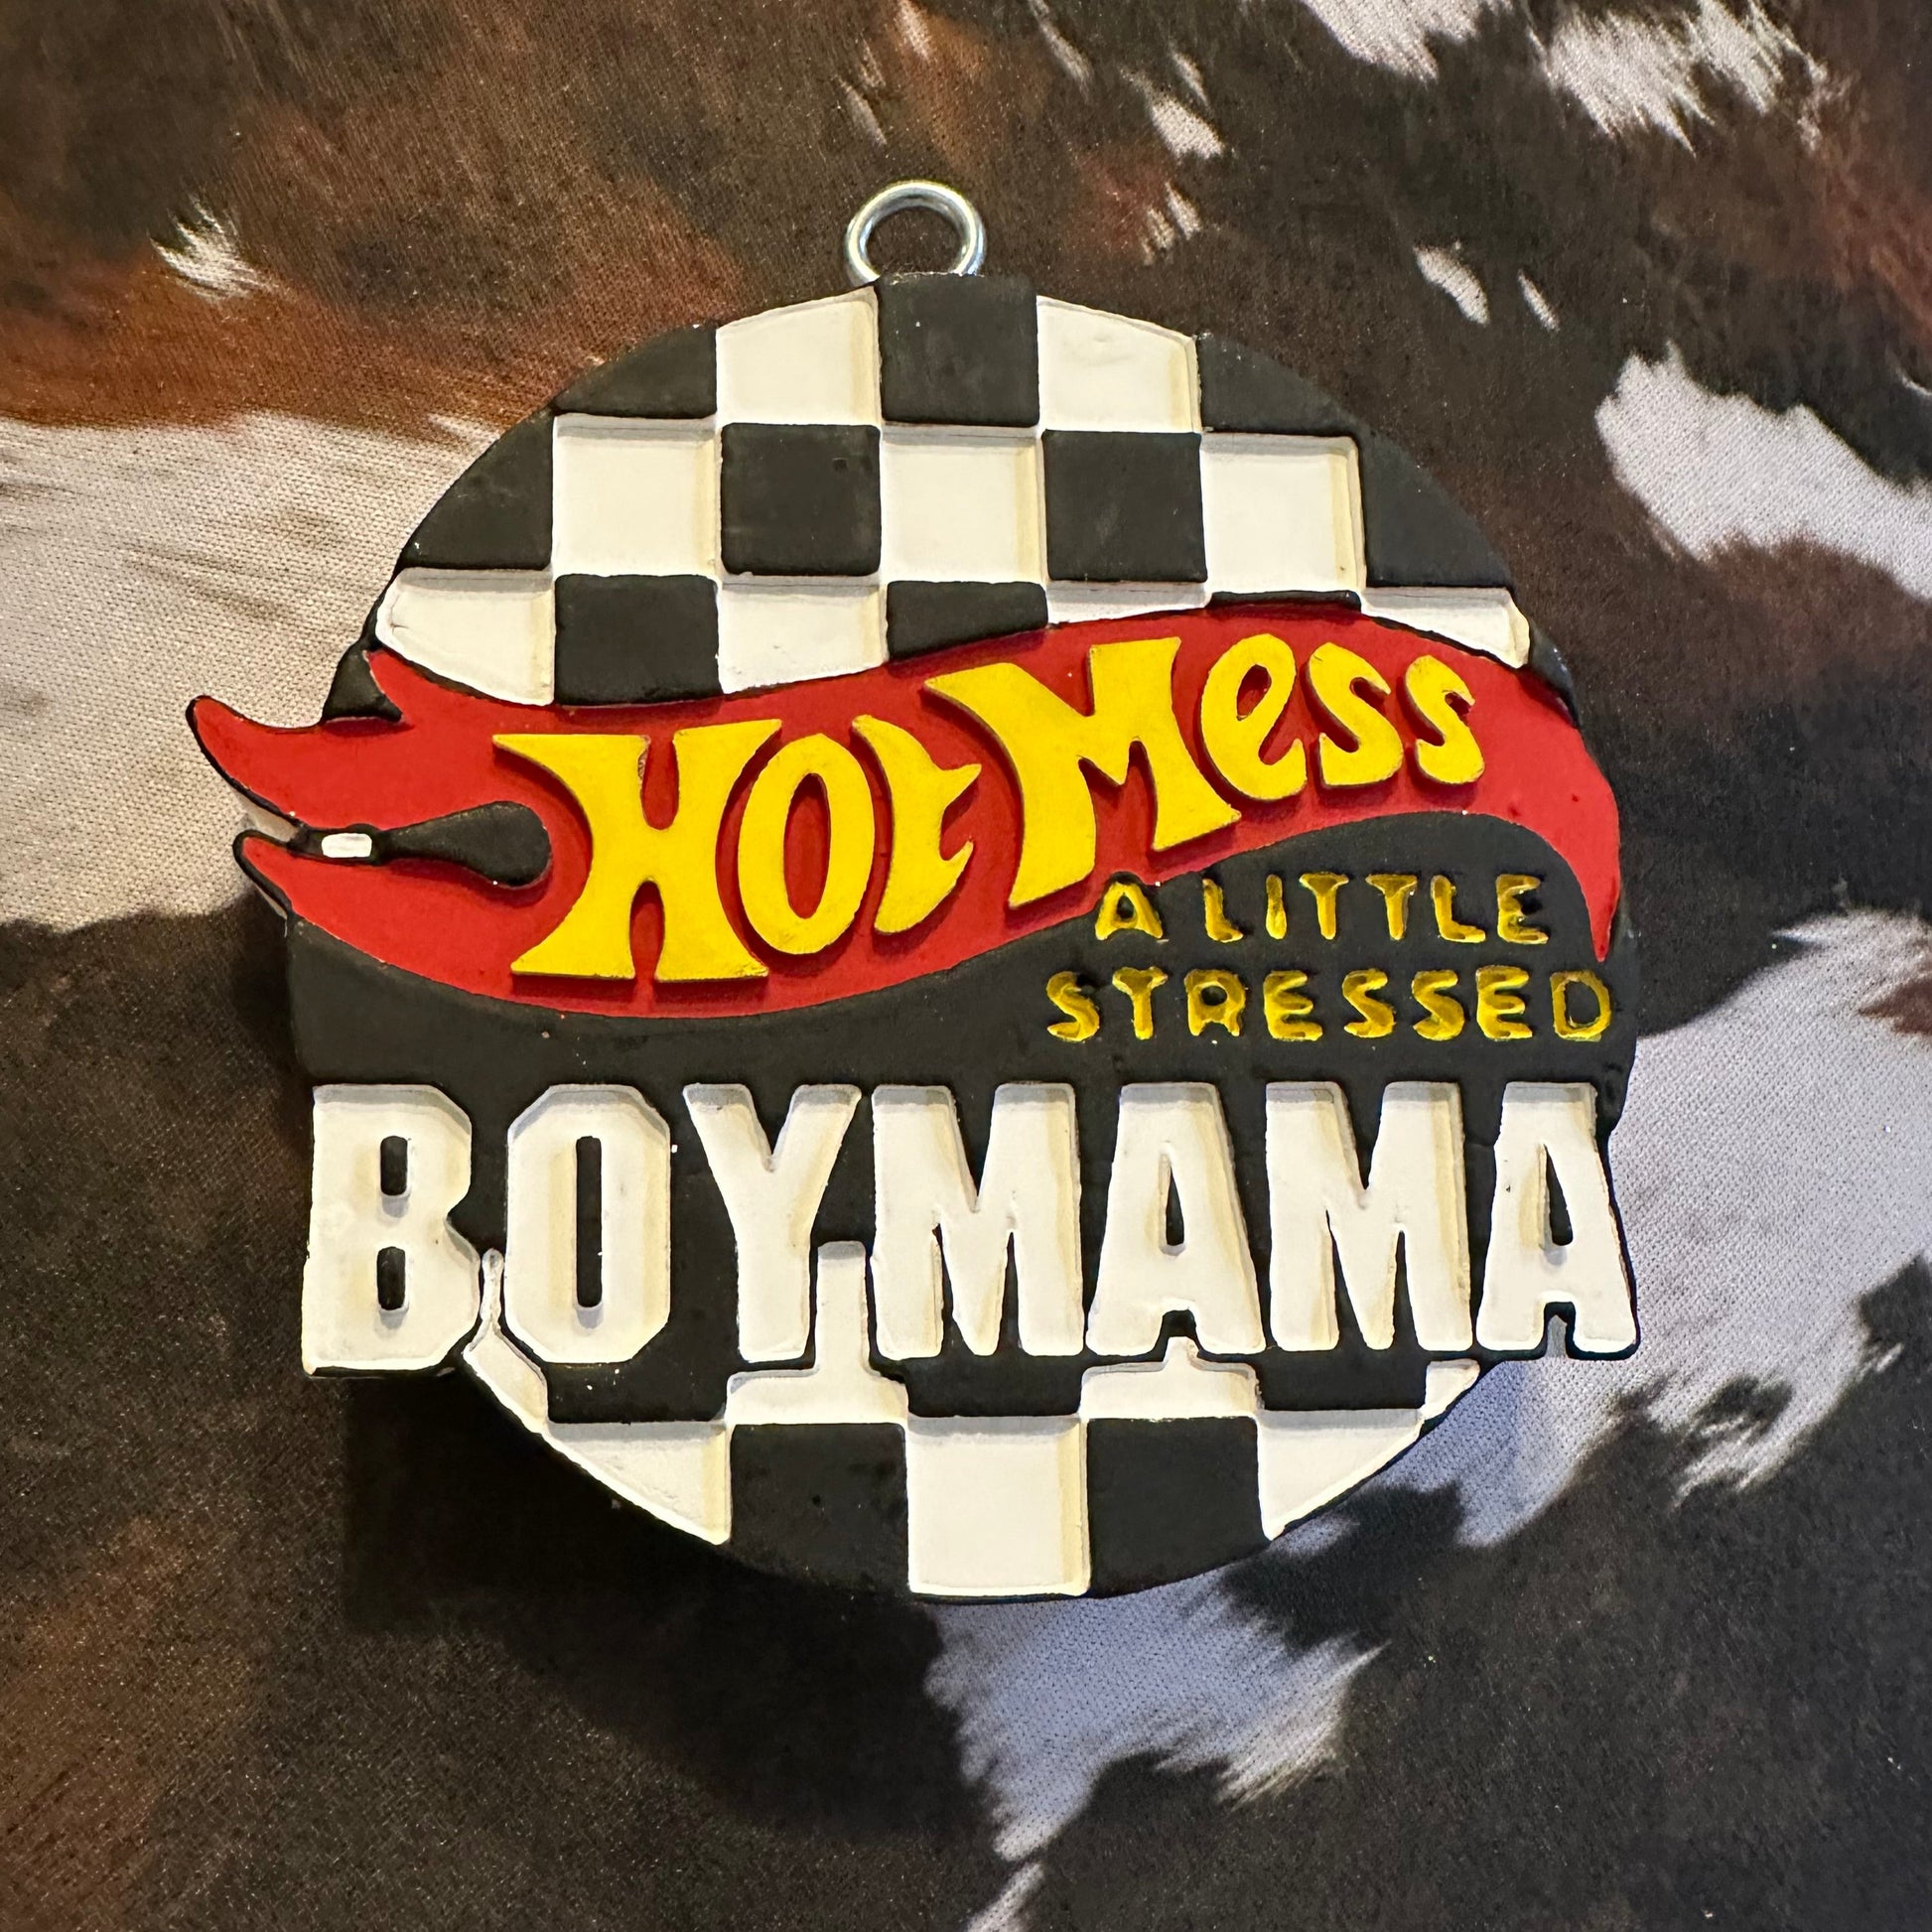 Hot Mess
A LITTLE
STRESSED
BOYMAMA